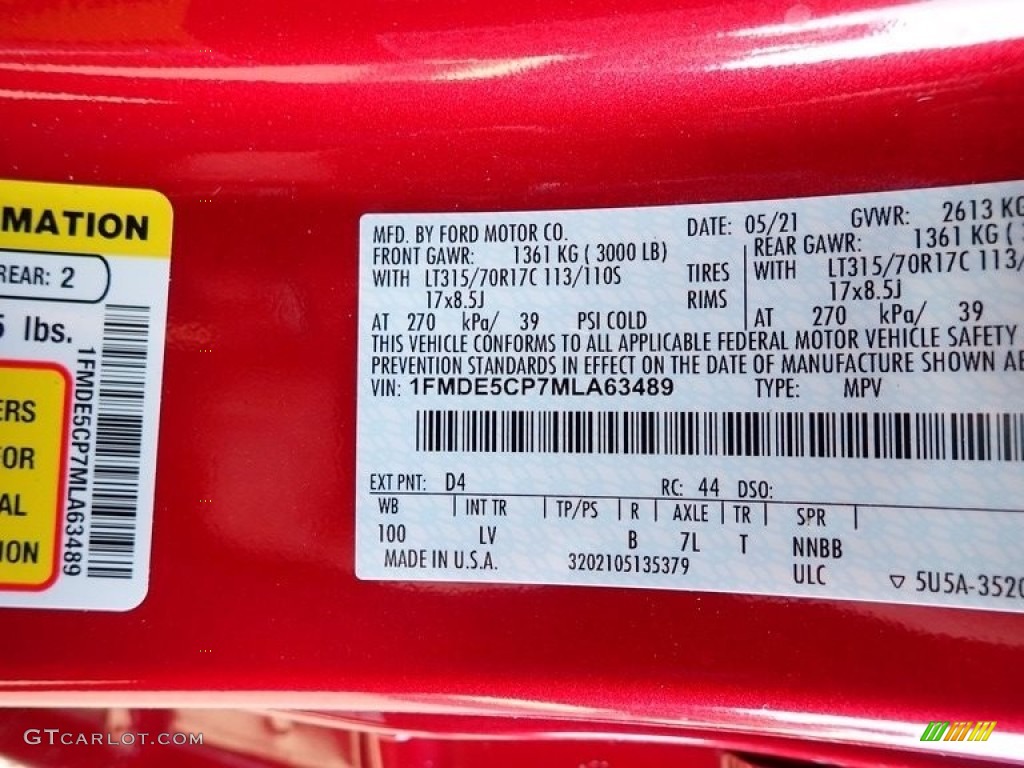 MATION
REAR: 2
5 lbs.
1FMDE5CP7MLA63489
ERS
FOR
AL
ION
MFD. BY FORD MOTOR CO. DATE: 05/21 GVWR: 2613 KG
FRONT GAWR: 1361 KG ( 3000 LB) REAR GAWR: 1361 KG (
WITH LT315/70R17C 113/110S TIRES WITH LT315/70R17C 113/
17x8.5J RIMS 17x8.5J
AT 270 kPa/ 39 PSI COLD AT 270 kPa/ 39
THIS VEHICLE CONFORMS TO ALL APPLICABLE FEDERAL MOTOR VEHICLE SAFETY
PREVENTION STANDARDS IN EFFECT ON THE DATE OF MANUFACTURE SHOWN AB
VIN: 1FMDE5CP7MLA63489 TYPE: MPV
EXT PNT: D4 RC: 44 DSO:
WB INT TR TP/PS R AXLE TR SPR
100 LV B 7L T NNBB
MADE IN U.S.A. 3202105135379 ULC 5U5A-3520
GTCARLOT.COM